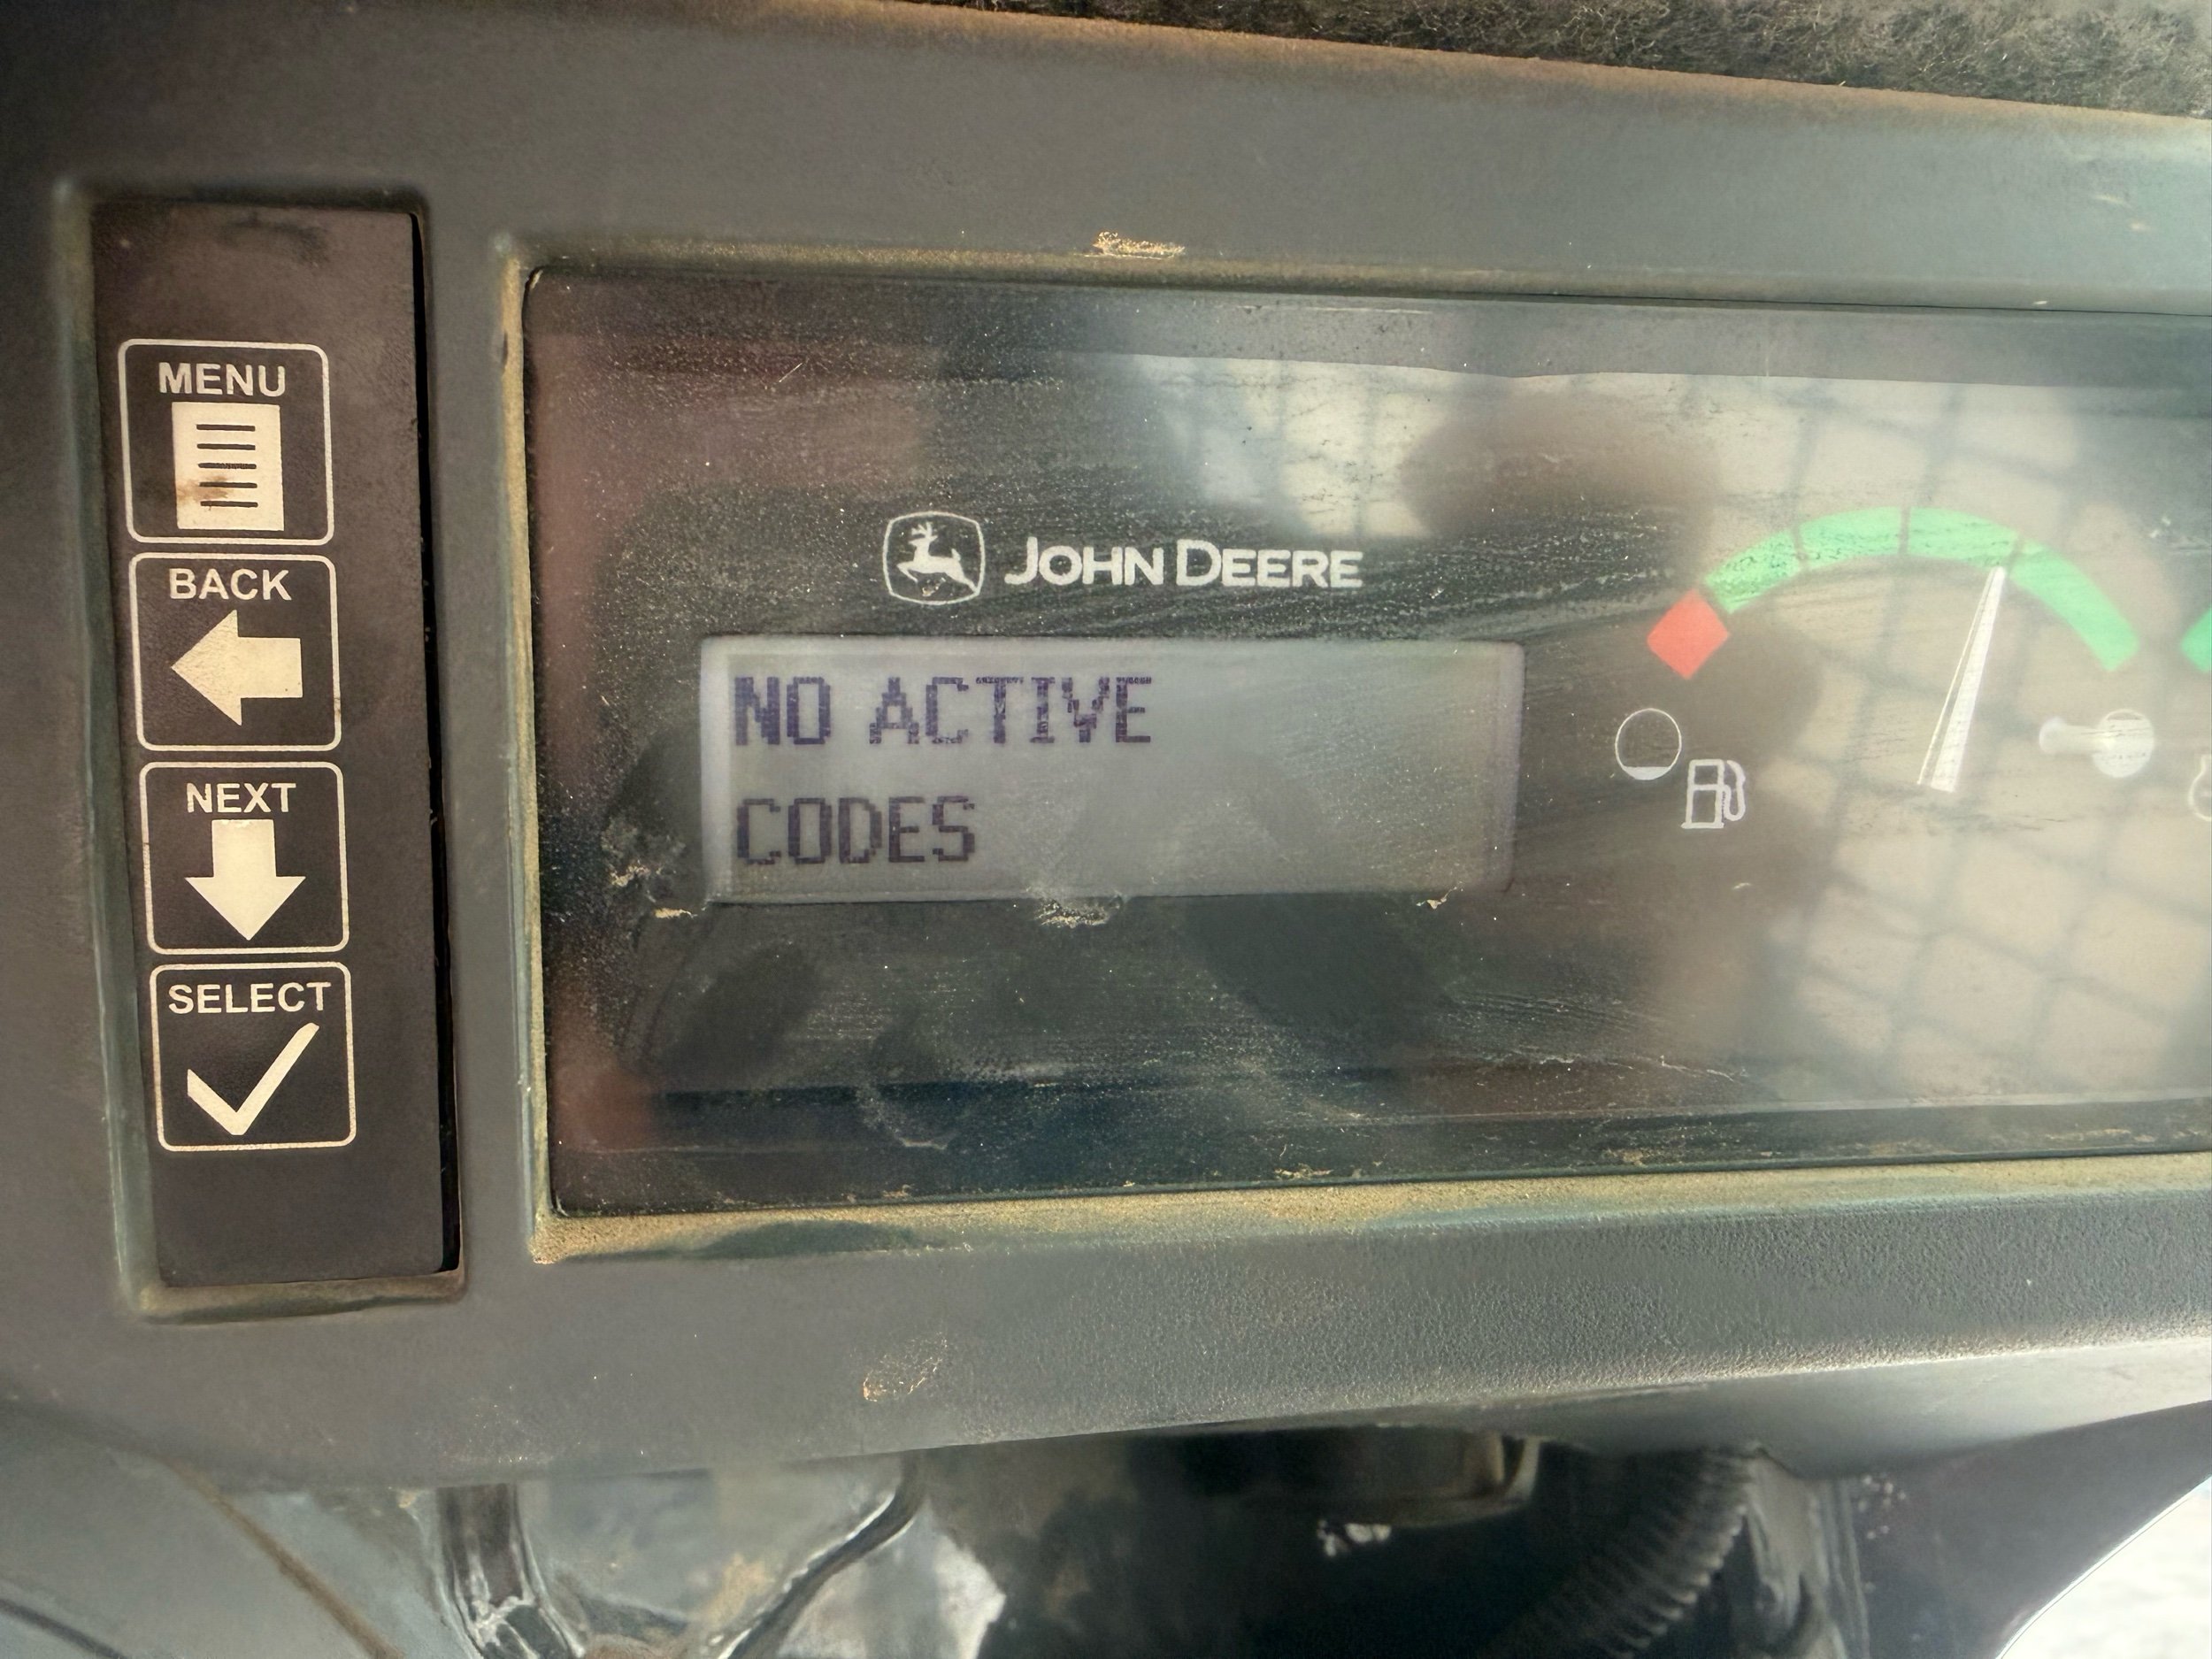 MENU
BACK
NEXT
SELECT
JOHN DEERE
NO ACTIVE
CODES